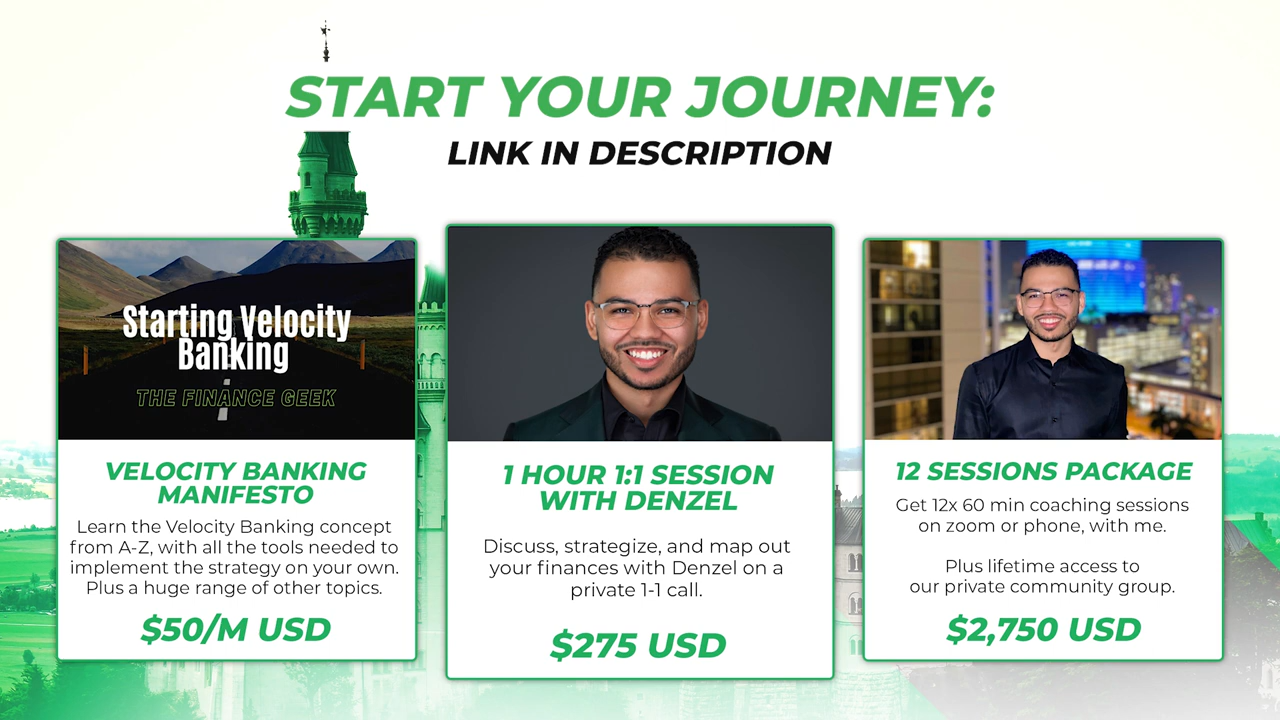 START YOUR JOURNEY:
LINK IN DESCRIPTION
Starting Velocity
Banking
THE FINANCE GEEK
VELOCITY BANKING
MANIFESTO
Learn the Velocity Banking concept
from A-Z, with all the tools needed to
implement the strategy on your own.
Plus a huge range of other topics.
$50/M USD
1 HOUR 1:1 SESSION
WITH DENZEL
Discuss, strategize, and map out
your finances with Denzel on a
private 1-1 call.
$275 USD
12 SESSIONS PACKAGE
Get 12x 60 min coaching sessions
on zoom or phone, with me.
Plus lifetime access to
our private community group.
$2,750 USD